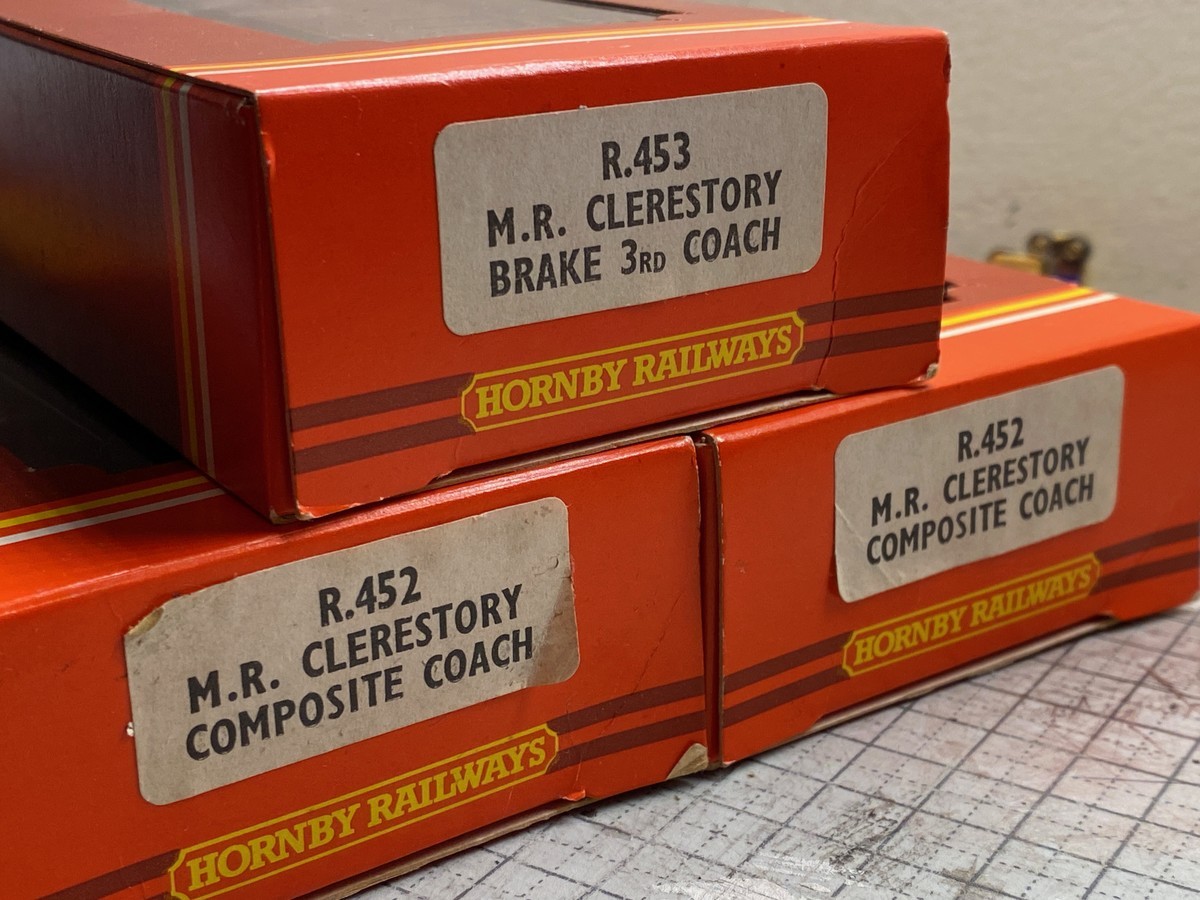 R.453
M.R. CLERESTORY
BRAKE 3RD COACH
HORNBY RAILWAYS
R.452
M.R. CLERESTORY
COMPOSITE COACH
HORNBY RAILWAYS
R.452
M.R. CLERESTORY
COMPOSITE COACH
HORNBY RAILWAYS